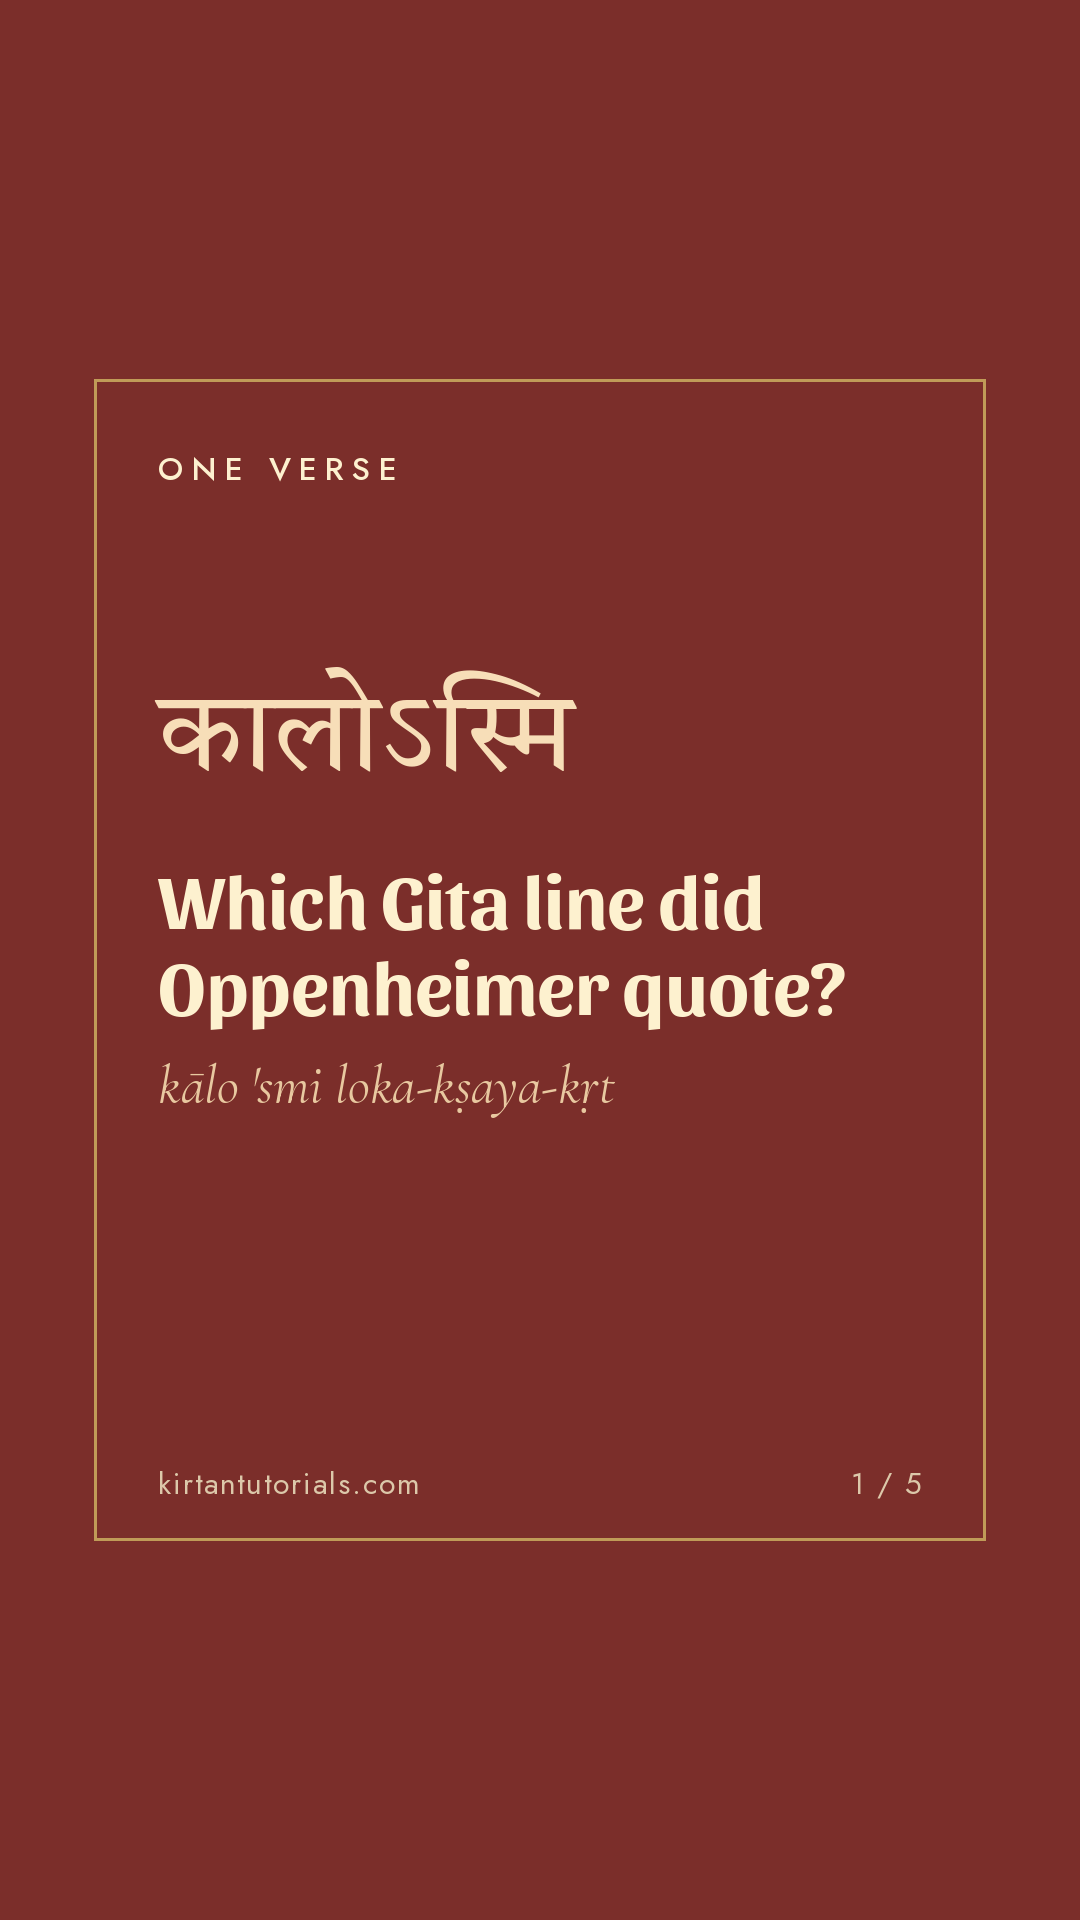 ONE VERSE
कालोऽस्मि
Which Gita line did
Oppenheimer quote?
kālo 'smi loka-kṣaya-kṛt
kirtantutorials.com
1 / 5